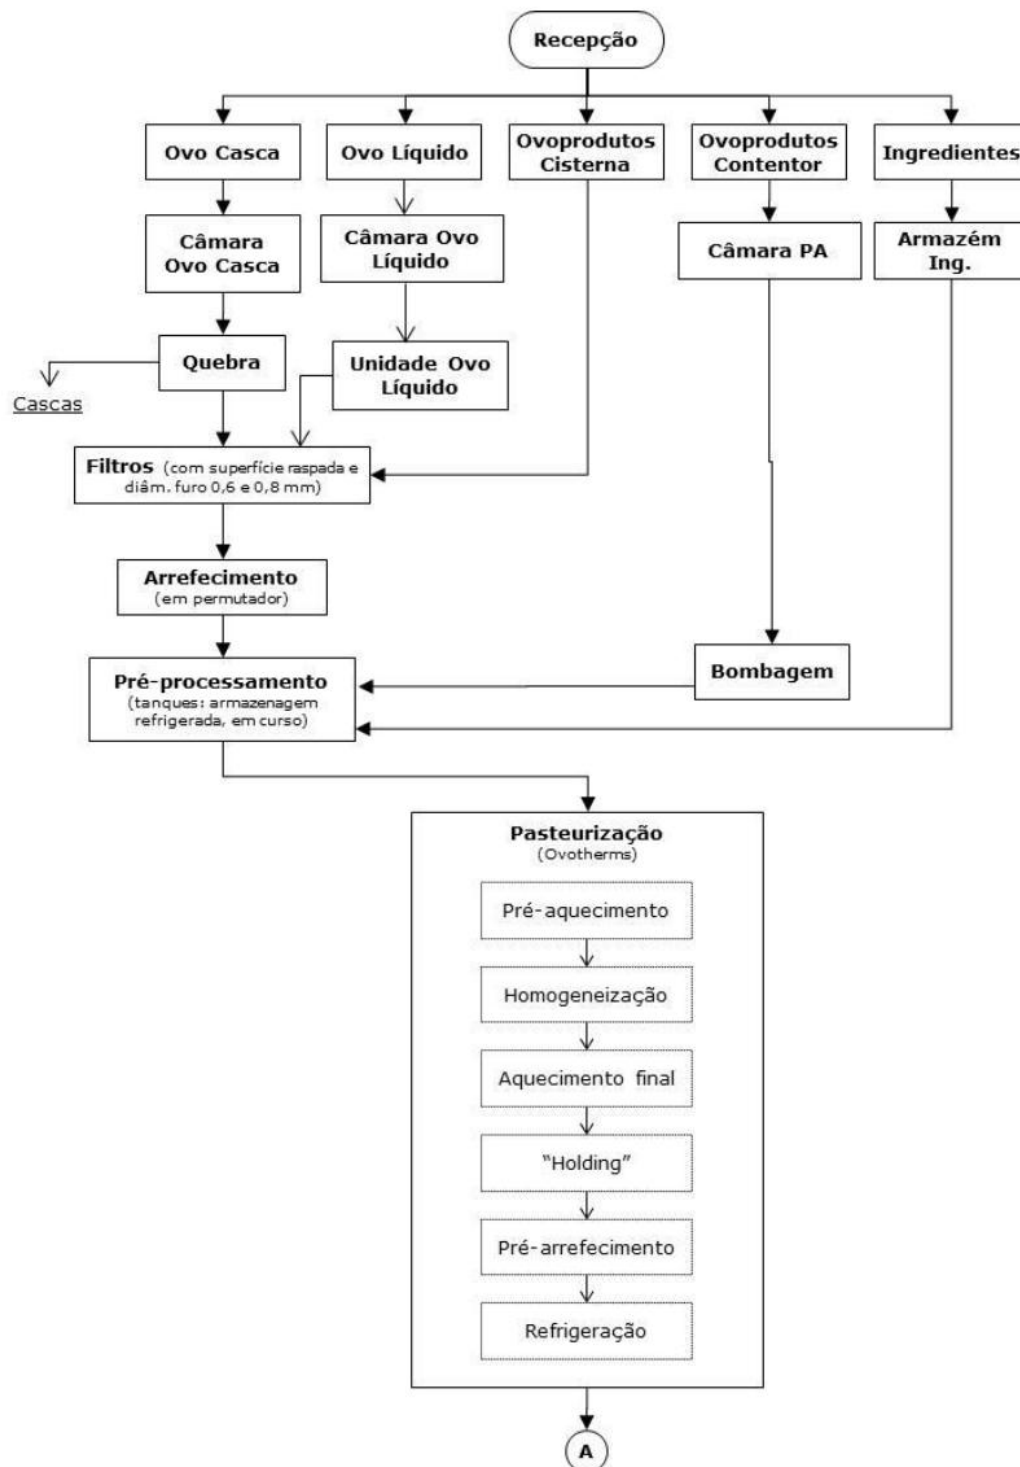 Recepção
Ovo Casca
Ovo Líquido
Ovoprodutos
Cisterna
Ovoprodutos
Contentor
Ingredientes
Câmara
Ovo Casca
Câmara Ovo
Líquido
Câmara PA
Armazém
Ing.
Quebra
Unidade Ovo
Líquido
Cascas
Filtros (com superfície raspada e
diâm. furo 0,6 e 0,8 mm)
Arrefecimento
(em permutador)
Pré-processamento
(tanques: armazenagem
refrigerada, em curso)
Bombagem
Pasteurização
(Ovotherms)
Pré-aquecimento
Homogeneização
Aquecimento final
“Holding”
Pré-arrefecimento
Refrigeração
A